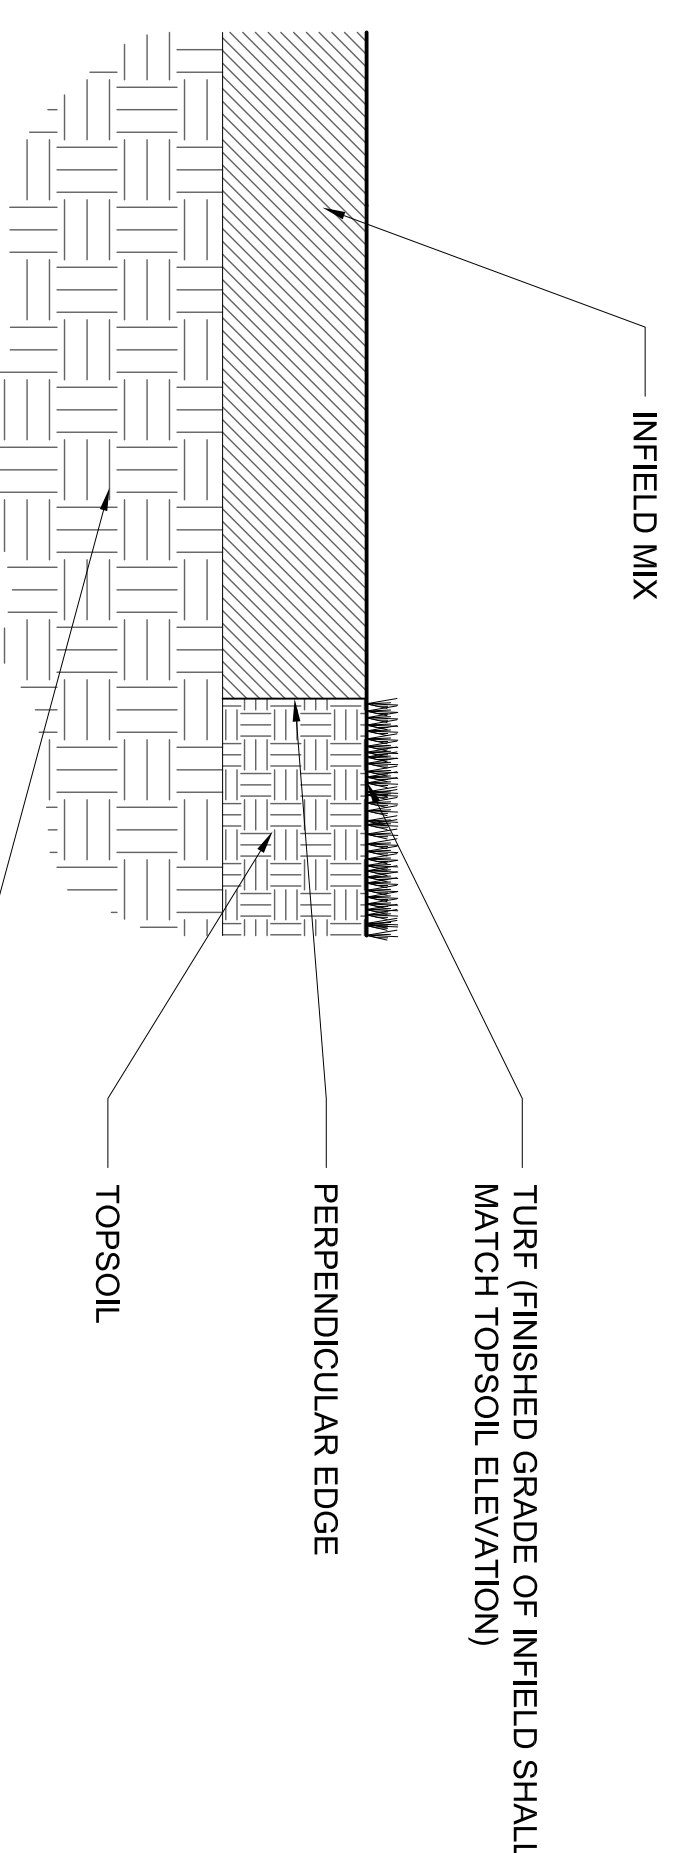 INFIELD MIX
TURF (FINISHED GRADE OF INFIELD SHALL
MATCH TOPSOIL ELEVATION)
PERPENDICULAR EDGE
TOPSOIL